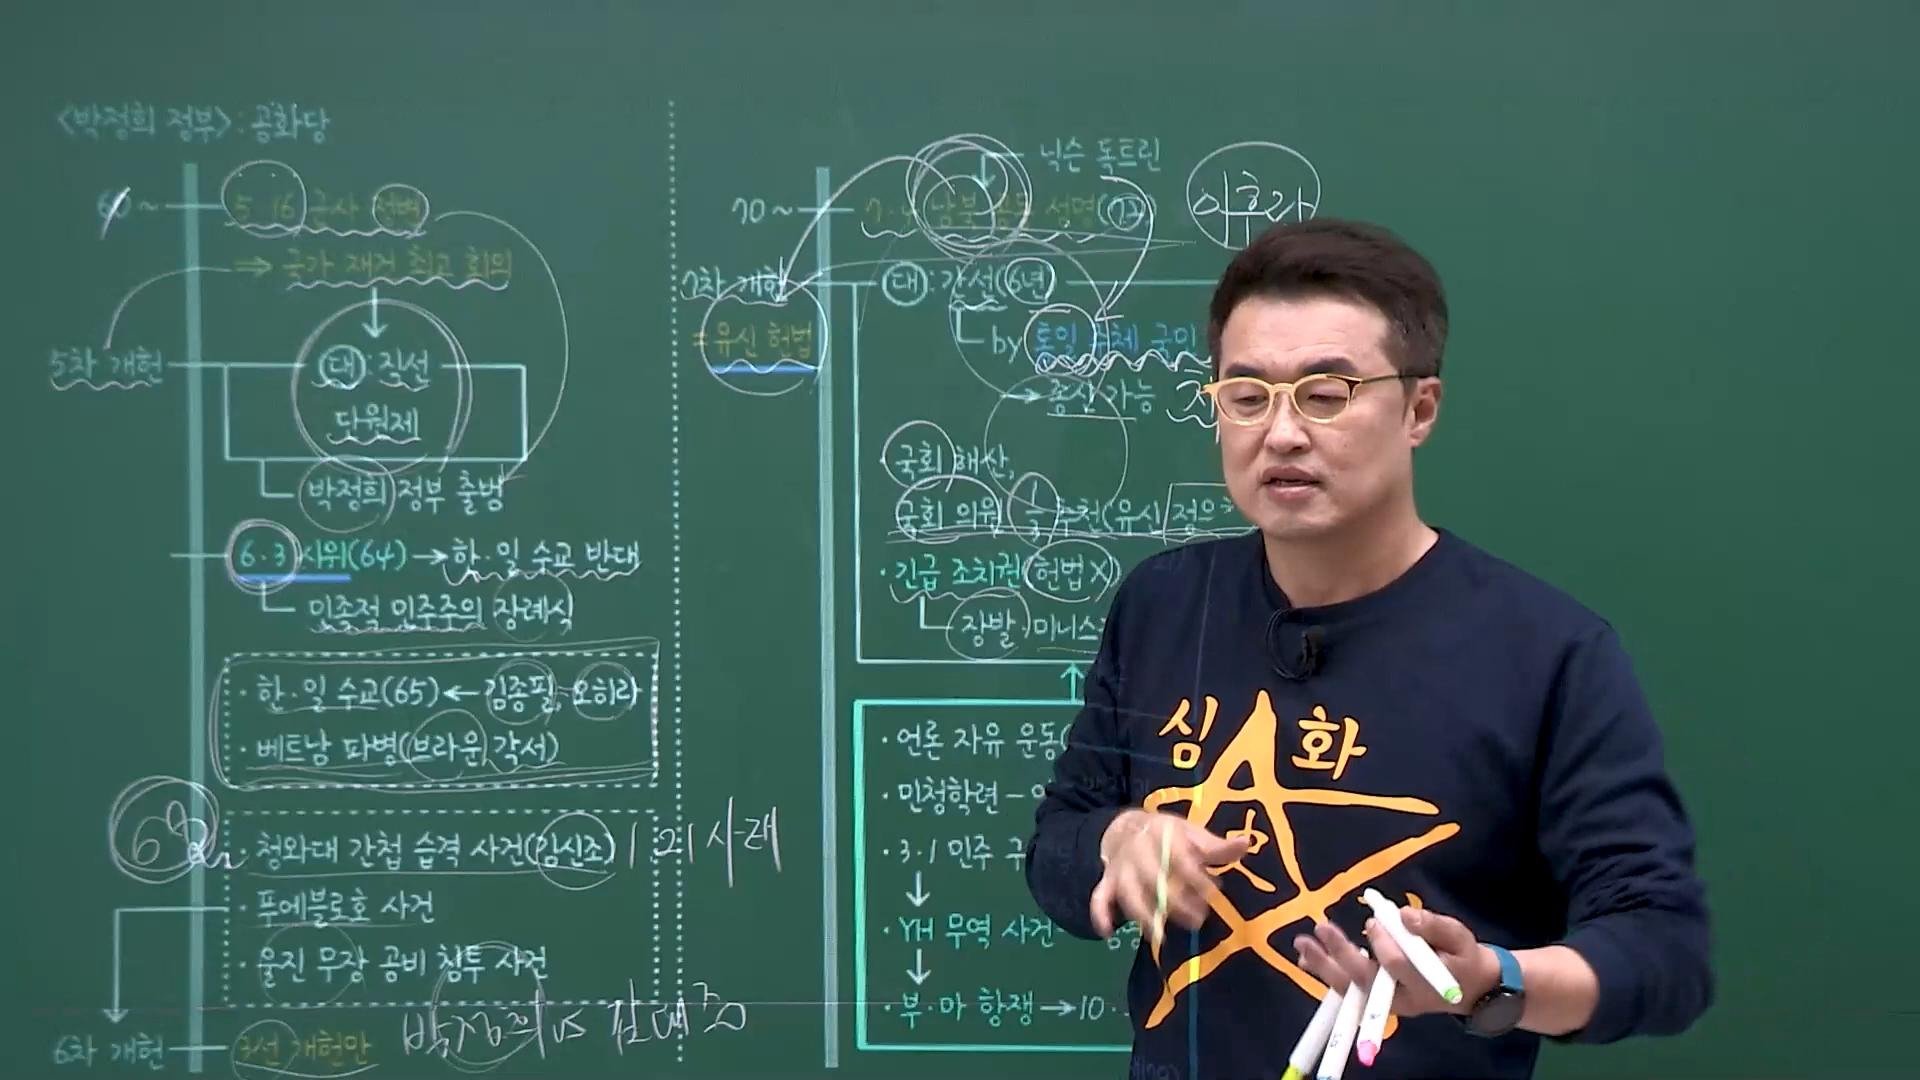 <박정희 정부>: 공화당
60 ~ 5·16 군사 정변
⇒ 국가 재건 최고 회의
5차 개헌 대: 직선
단원제
박정희 정부 출범
6·3 시위(64) → 한·일 수교 반대
민족적 민주주의 장례식
· 한·일 수교(65) ← 김종필, 오히라
· 베트남 파병(브라운 각서)
68
· 청와대 간첩 습격 사건(김신조) 1.21 사태
· 푸에블로호 사건
· 울진 무장 공비 침투 사건
박정희 vs 김대중
6차 개헌 3선 개헌안
닉슨 독트린
70 ~ 7·4 남북 공동 성명(72) 이후락
7차 개헌 대: 간선(6년)
= 유신 헌법
by 통일 주체 국민
→ 종신 가능
· 국회 해산,
국회 의원 1/3 추천(유신 정우
· 긴급 조치권(헌법X)
장발·미니스
· 언론 자유 운동(
· 민청학련 –
· 3·1 민주 구
↓
· YH 무역 사건
↓
· 부·마 항쟁 → 10·
심 화
史